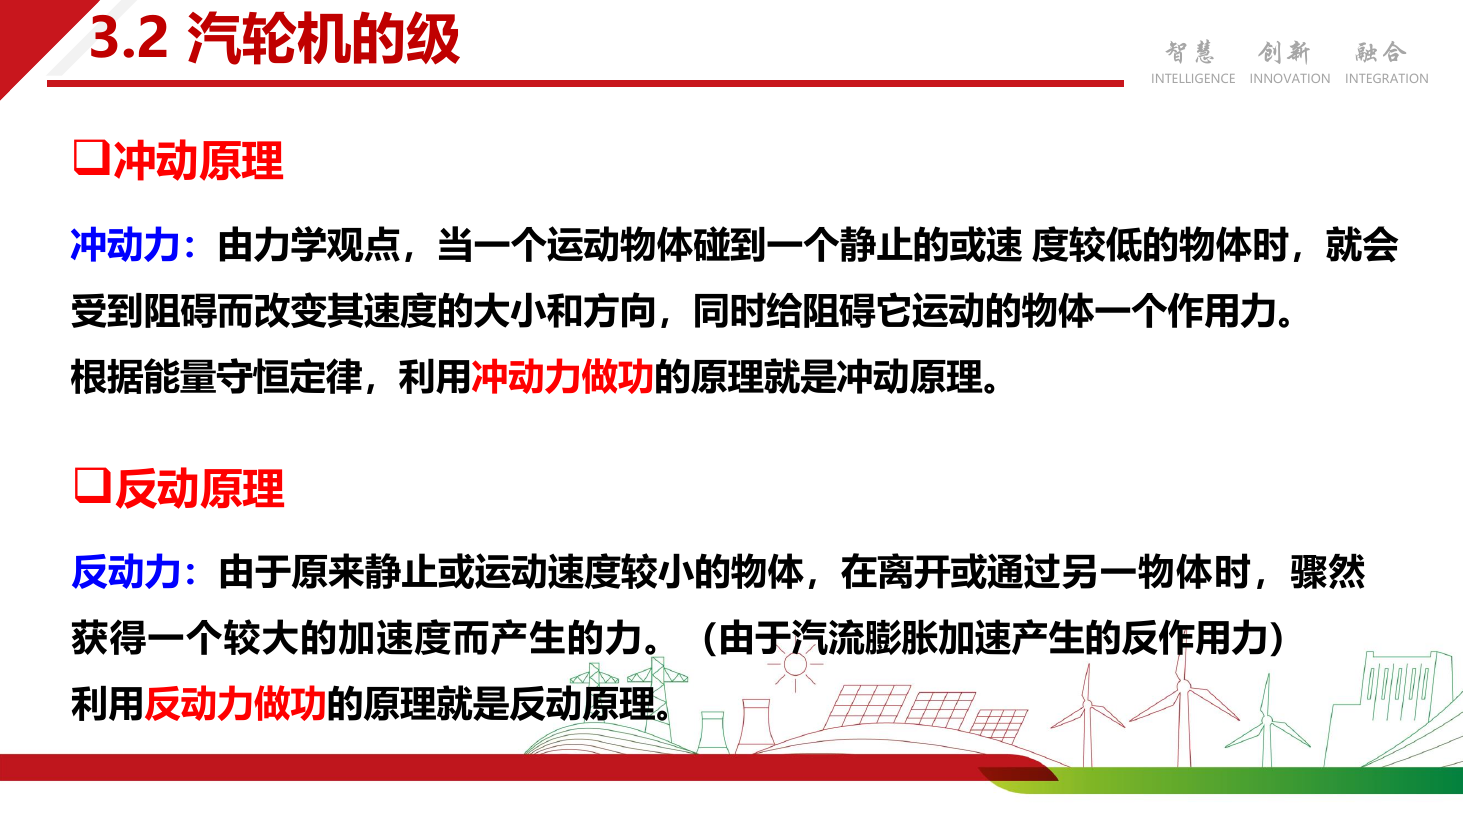 3.2 汽轮机的级
智慧 创新 融合
INTELLIGENCE INNOVATION INTEGRATION
冲动原理
冲动力：由力学观点，当一个运动物体碰到一个静止的或速 度较低的物体时，就会
受到阻碍而改变其速度的大小和方向，同时给阻碍它运动的物体一个作用力。
根据能量守恒定律，利用冲动力做功的原理就是冲动原理。
反动原理
反动力：由于原来静止或运动速度较小的物体，在离开或通过另一物体时，骤然
获得一个较大的加速度而产生的力。（由于汽流膨胀加速产生的反作用力）
利用反动力做功的原理就是反动原理。